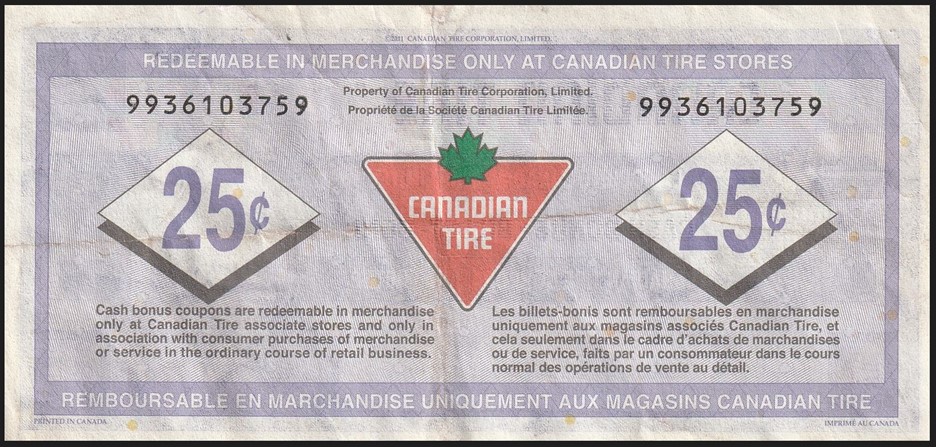 ©2011 CANADIAN TIRE CORPORATION, LIMITED.
REDEEMABLE IN MERCHANDISE ONLY AT CANADIAN TIRE STORES
Property of Canadian Tire Corporation, Limited.
9936103759
9936103759
Propriété de la Société Canadian Tire Limitée.
25¢
CANADIAN
TIRE
25¢
Cash bonus coupons are redeemable in merchandise
only at Canadian Tire associate stores and only in
association with consumer purchases of merchandise
or service in the ordinary course of retail business.
Les billets-bonis sont remboursables en marchandise
uniquement aux magasins associés Canadian Tire, et
cela seulement dans le cadre d'achats de marchandises
ou de service, faits par un consommateur dans le cours
normal des opérations de vente au détail.
REMBOURSABLE EN MARCHANDISE UNIQUEMENT AUX MAGASINS CANADIAN TIRE
PRINTED IN CANADA
IMPRIMÉ AU CANADA